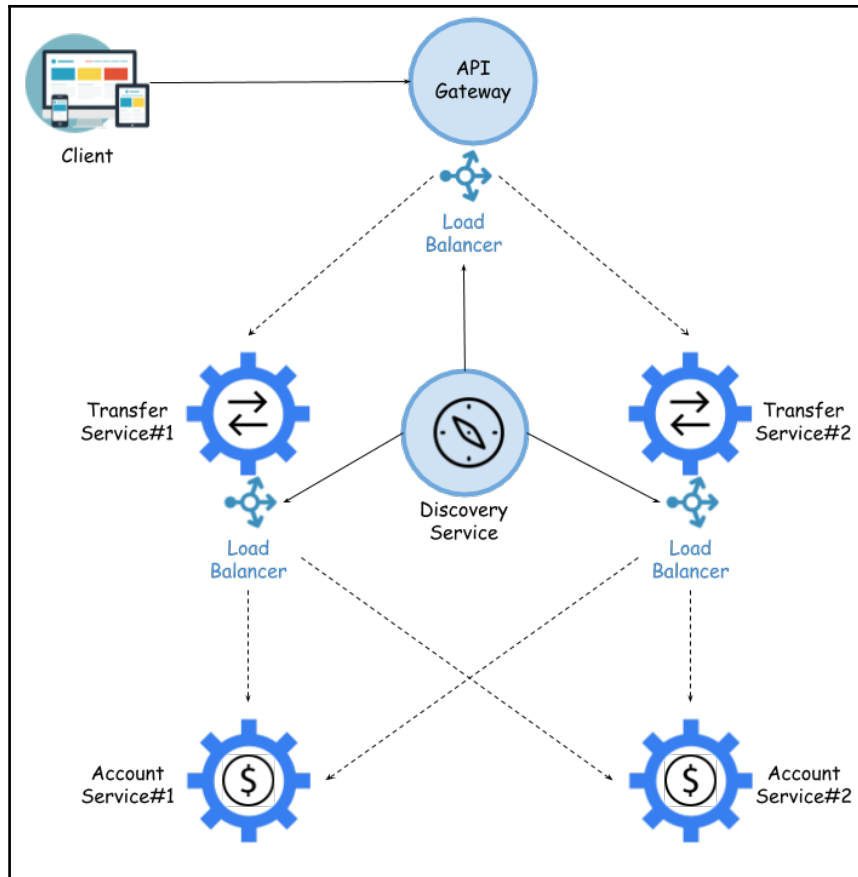 API
Gateway
Client
Load
Balancer
Transfer
Service#1
Transfer
Service#2
Discovery
Service
Load
Balancer
Load
Balancer
Account
Service#1
$
Account
Service#2
$